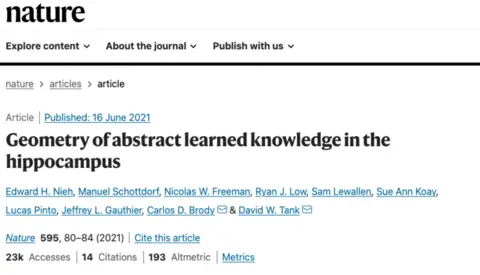 nature
Explore content About the journal Publish with us
nature > articles > article
Article | Published: 16 June 2021
Geometry of abstract learned knowledge in the
hippocampus
Edward H. Nieh, Manuel Schottdorf, Nicolas W. Freeman, Ryan J. Low, Sam Lewallen, Sue Ann Koay,
Lucas Pinto, Jeffrey L. Gauthier, Carlos D. Brody & David W. Tank
Nature 595, 80–84 (2021) | Cite this article
23k Accesses | 14 Citations | 193 Altmetric | Metrics